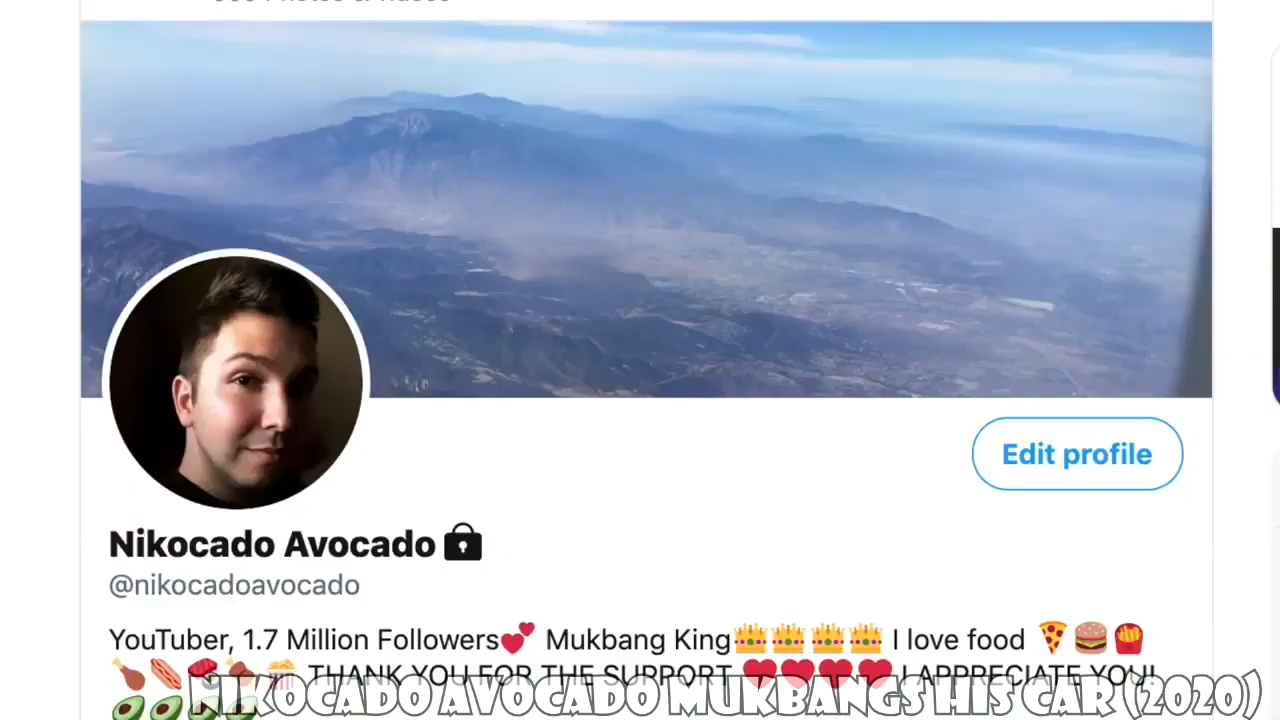 Edit profile
Nikocado Avocado
@nikocadoavocado
YouTuber, 1.7 Million Followers💕 Mukbang King👑👑👑👑 I love food 🍕🍔🍟
🍗🌭🥩🍖🍿 THANK YOU FOR THE SUPPORT ❤️❤️❤️❤️ I APPRECIATE YOU!
🥑🥑🥑🥑
NIKOCADO AVOCADO MUKBANGS HIS CAR (2020)